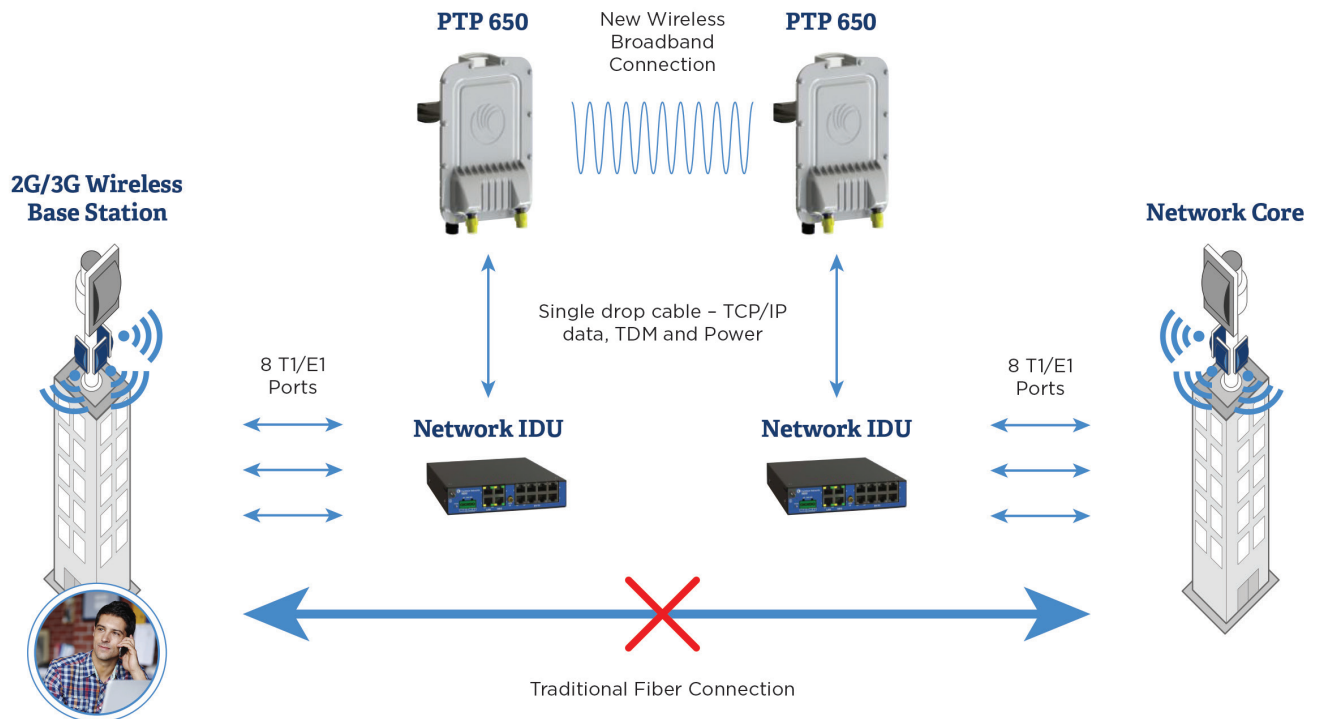 PTP 650
New Wireless
Broadband
Connection
PTP 650
2G/3G Wireless
Base Station
Network Core
Single drop cable – TCP/IP
data, TDM and Power
8 T1/E1
Ports
8 T1/E1
Ports
Network IDU
Network IDU
Traditional Fiber Connection